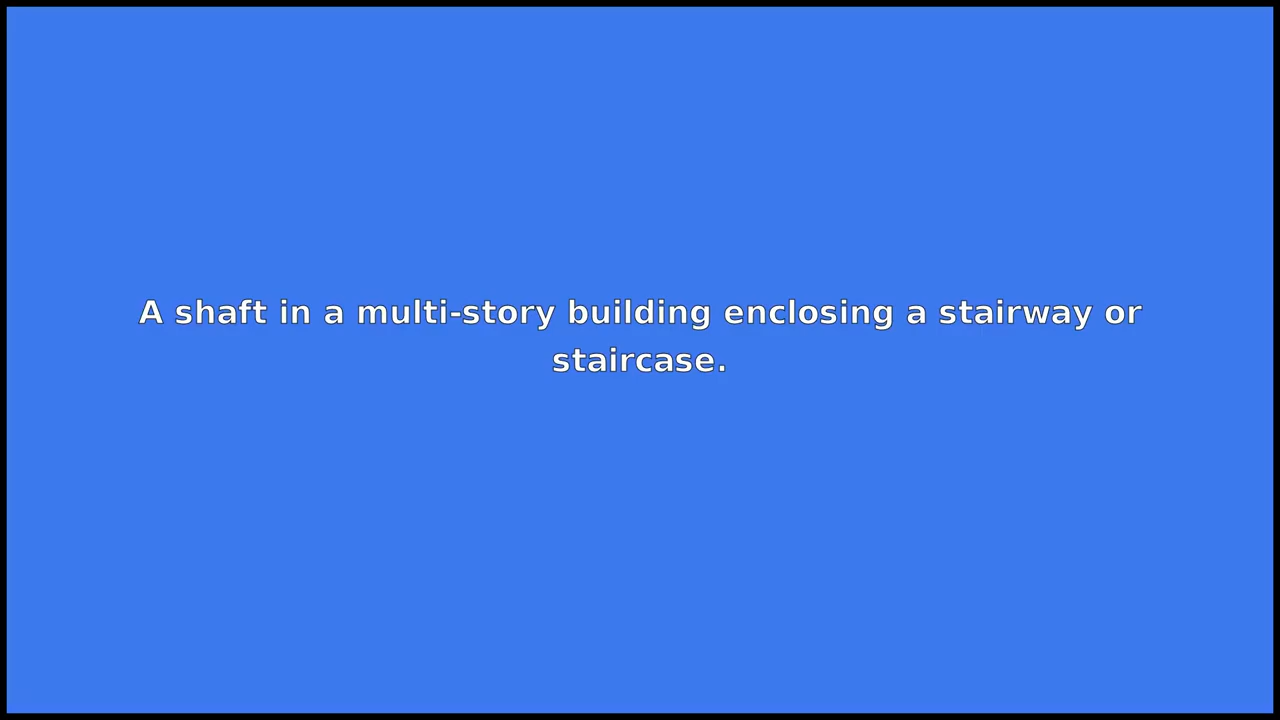 A shaft in a multi-story building enclosing a stairway or
staircase.